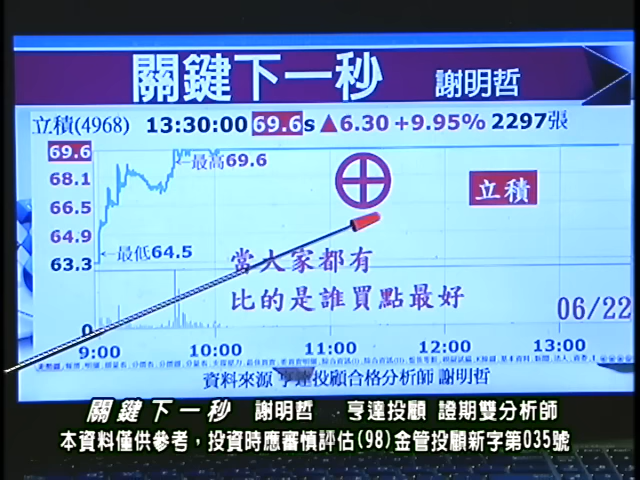 關鍵下一秒 謝明哲
立積(4968) 13:30:00 69.6s ▲6.30 +9.95% 2297張
69.6
←最高69.6
68.1
立積
66.5
64.9
←最低64.5
63.3
當大家都有
比的是誰買點最好
06/22
0
9:00 10:00 11:00 12:00 13:00
資料來源 亨達投顧合格分析師 謝明哲
關鍵下一秒 謝明哲 亨達投顧 證期雙分析師
本資料僅供參考，投資時應審慎評估(98)金管投顧新字第035號